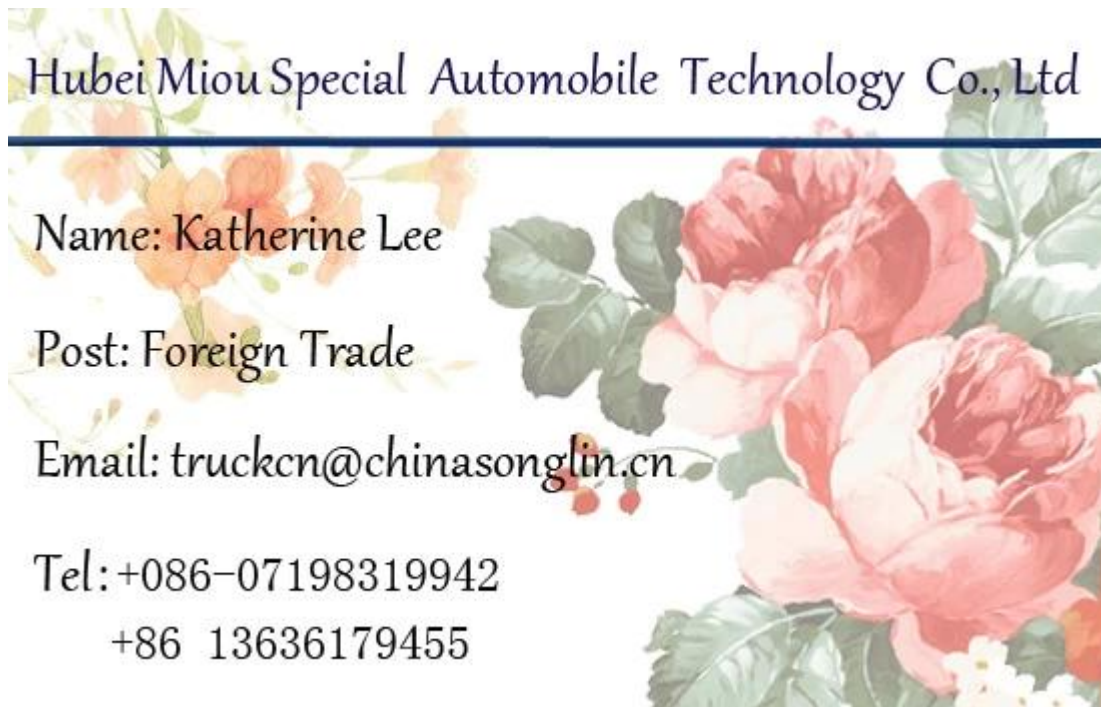 Hubei Miou Special Automobile Technology Co., Ltd
Name: Katherine Lee
Post: Foreign Trade
Email: truckcn@chinasonglin.cn
Tel: +086-07198319942
+86 13636179455